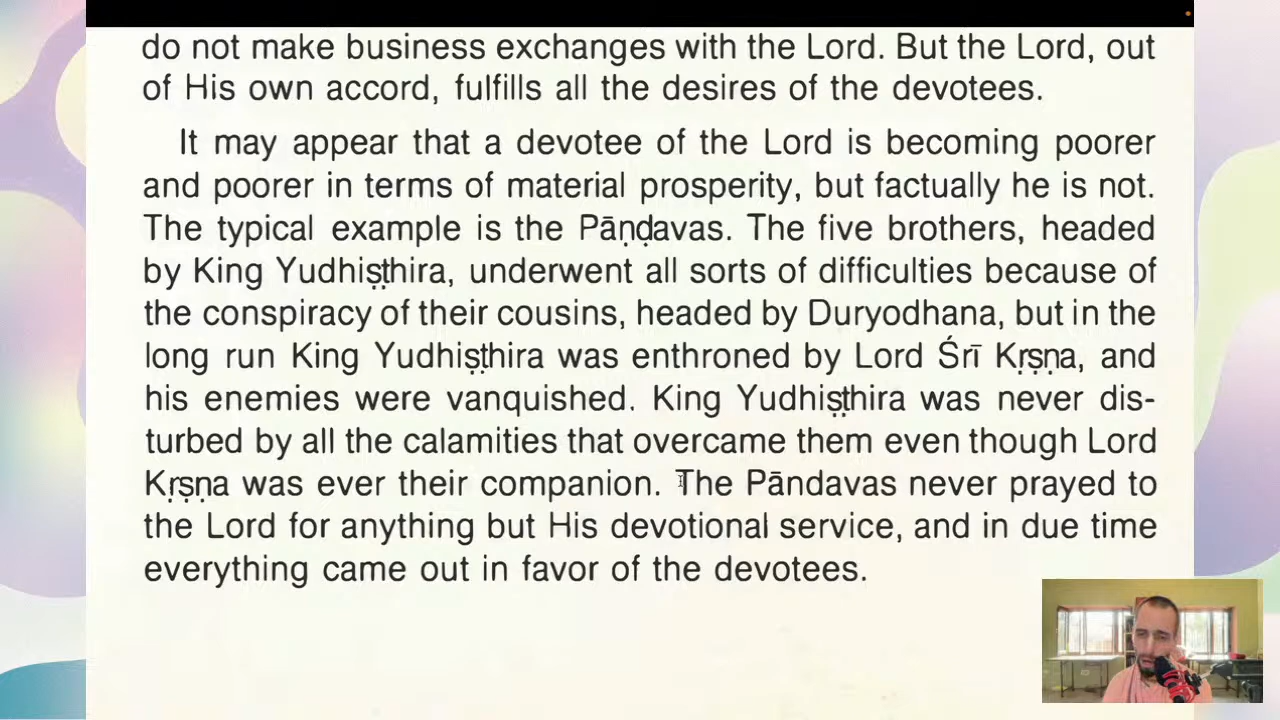 do not make business exchanges with the Lord. But the Lord, out
of His own accord, fulfills all the desires of the devotees.
It may appear that a devotee of the Lord is becoming poorer
and poorer in terms of material prosperity, but factually he is not.
The typical example is the Pāṇḍavas. The five brothers, headed
by King Yudhiṣṭhira, underwent all sorts of difficulties because of
the conspiracy of their cousins, headed by Duryodhana, but in the
long run King Yudhiṣṭhira was enthroned by Lord Śrī Kṛṣṇa, and
his enemies were vanquished. King Yudhiṣṭhira was never dis-
turbed by all the calamities that overcame them even though Lord
Kṛṣṇa was ever their companion. The Pāndavas never prayed to
the Lord for anything but His devotional service, and in due time
everything came out in favor of the devotees.